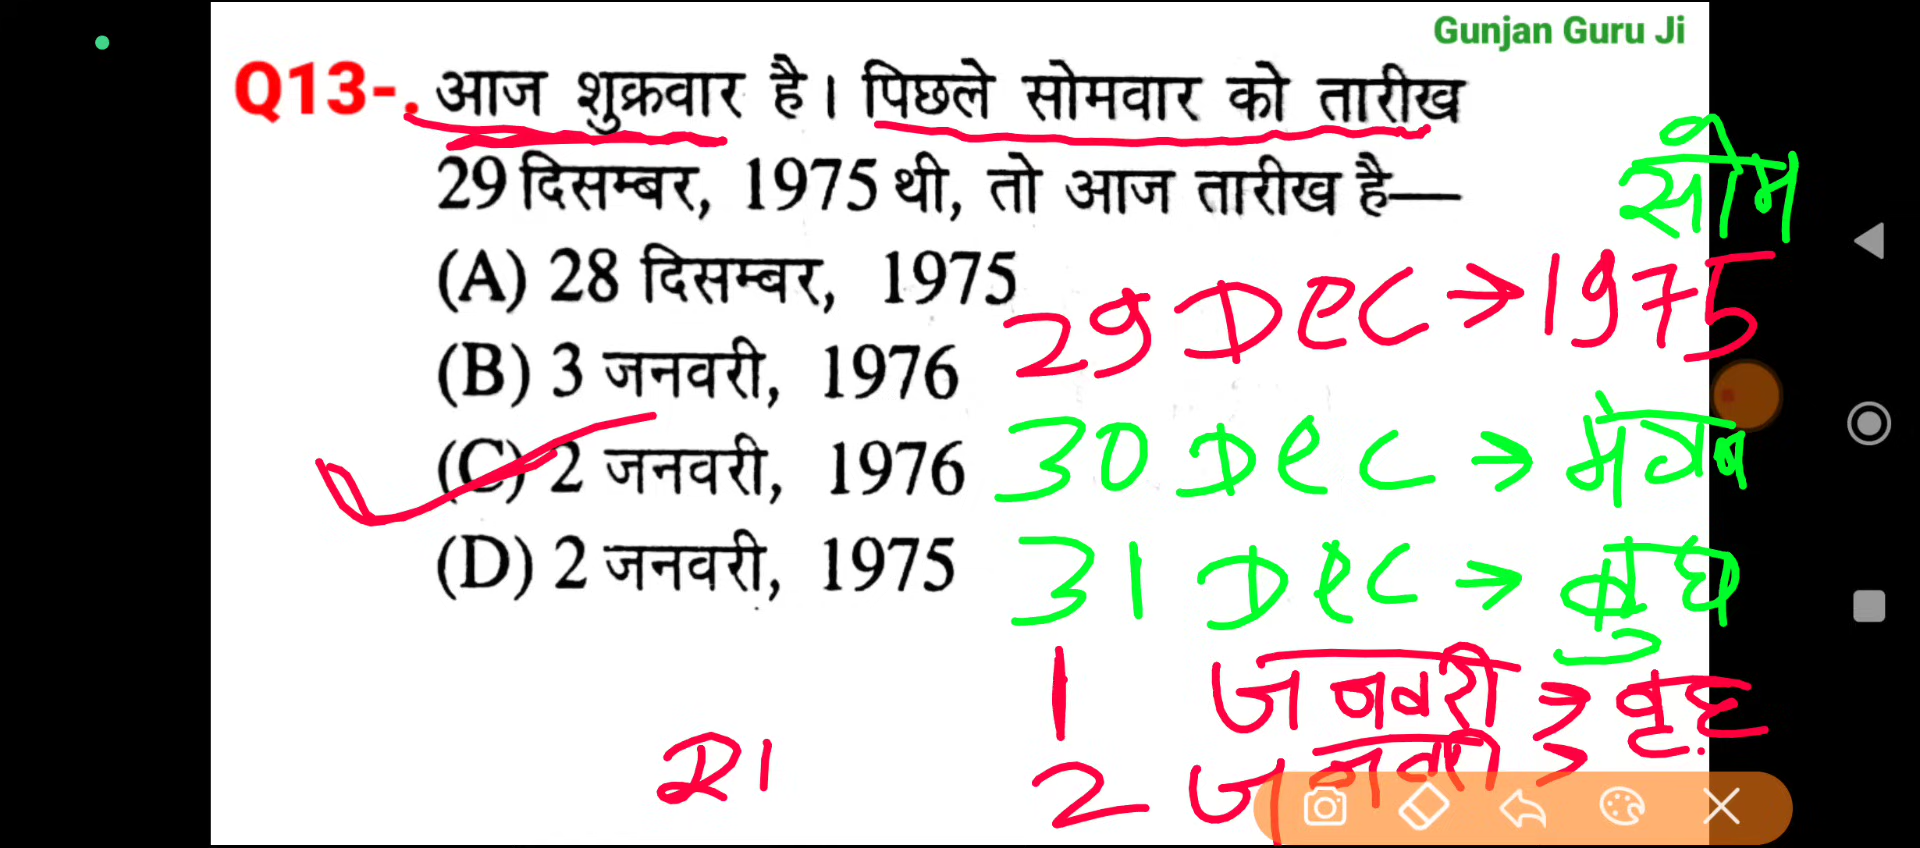 Gunjan Guru Ji
Q13-. आज शुक्रवार है। पिछले सोमवार को तारीख
29 दिसम्बर, 1975 थी, तो आज तारीख है—
(A) 28 दिसम्बर, 1975
(B) 3 जनवरी, 1976
(C) 2 जनवरी, 1976
(D) 2 जनवरी, 1975
सोम
29 DEC → 1975
30 DEC → मंगल
31 DEC → बुध
1 जनवरी → बृह
2 जनवरी